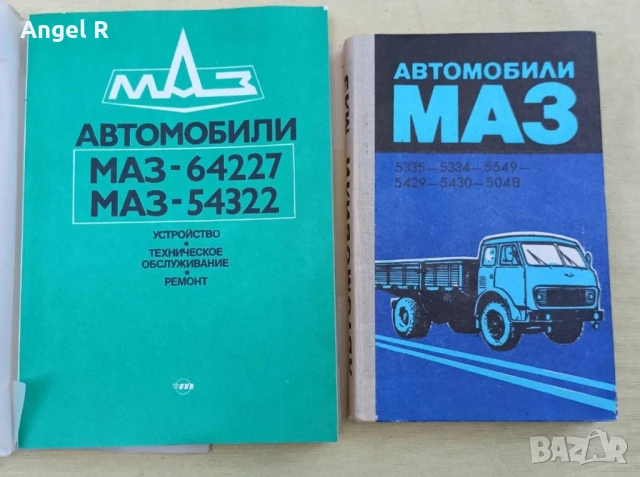 Angel R
МАЗ
АВТОМОБИЛИ
МАЗ-64227
МАЗ-54322
УСТРОЙСТВО
•
ТЕХНИЧЕСКОЕ
ОБСЛУЖИВАНИЕ
•
РЕМОНТ
АВТОМОБИЛИ
МАЗ
5335-5334-5549-
5429-5430-504В
BAZAR